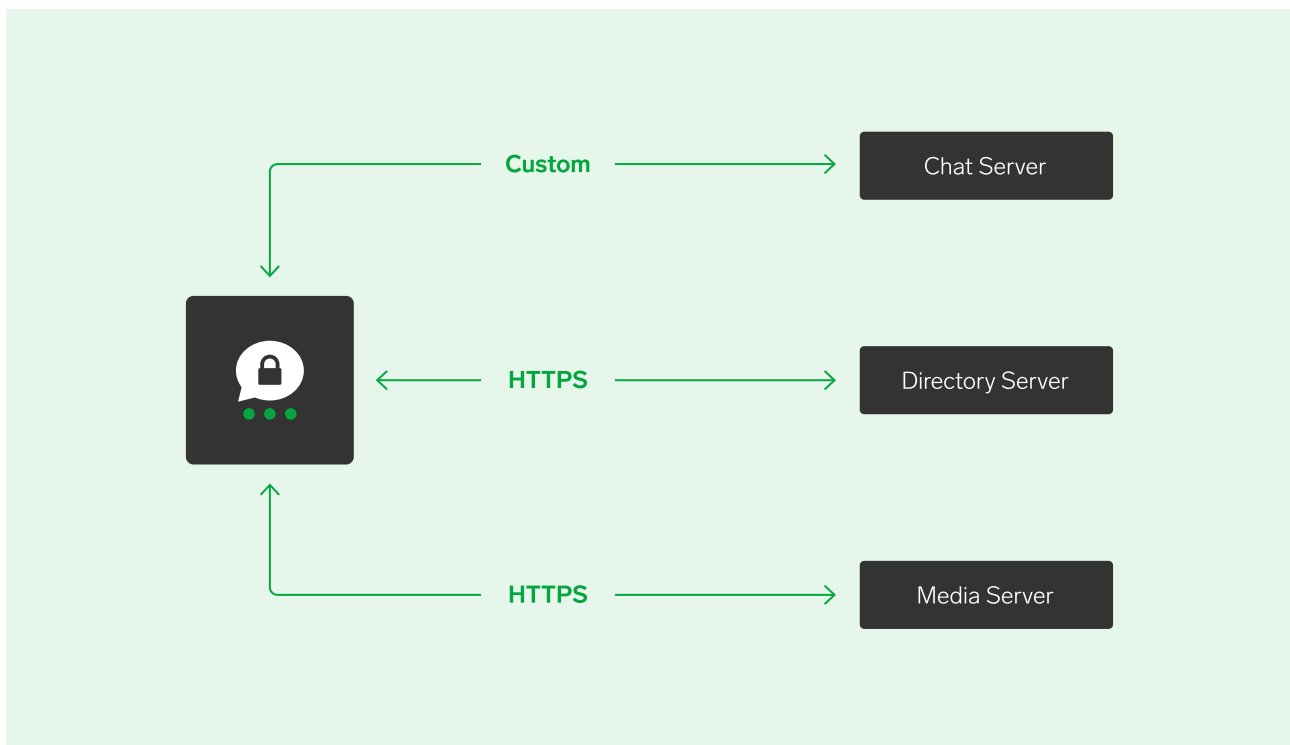 Custom
Chat Server
HTTPS
Directory Server
HTTPS
Media Server